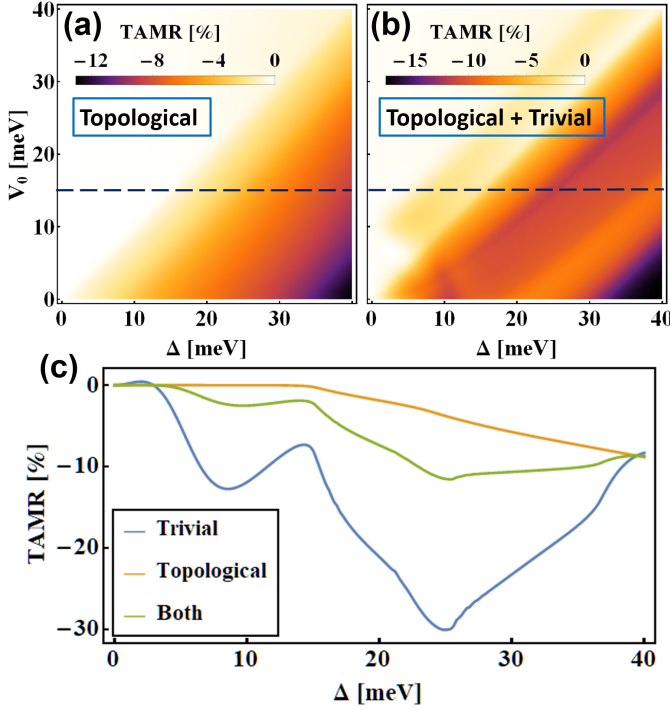 (a)
TAMR [%]
−12 −8 −4 0
Topological
V0 [meV]
40
30
20
10
0
0 10 20 30 40
Δ [meV]
(b)
TAMR [%]
−15 −10 −5 0
Topological + Trivial
0 10 20 30 40
Δ [meV]
(c)
TAMR [%]
0
−10
−20
−30
Trivial
Topological
Both
0 10 20 30 40
Δ [meV]